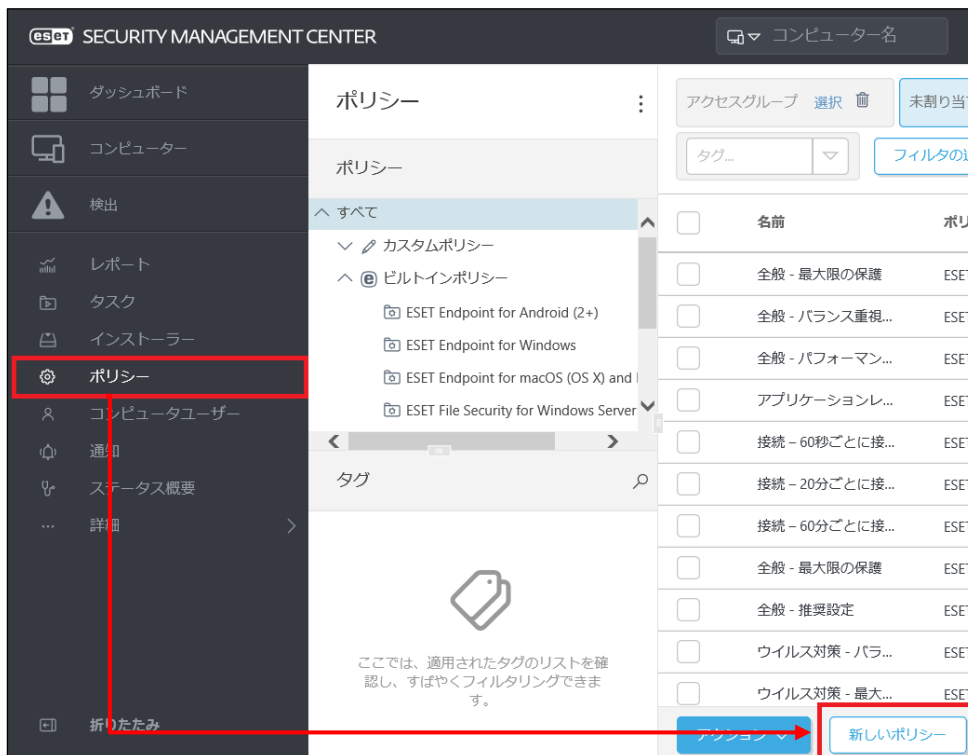 eset SECURITY MANAGEMENT CENTER
コンピューター名
ダッシュボード
コンピューター
検出
レポート
タスク
インストーラー
ポリシー
コンピュータユーザー
通知
ステータス概要
詳細
折りたたみ
ポリシー
ポリシー
すべて
カスタムポリシー
ビルトインポリシー
ESET Endpoint for Android (2+)
ESET Endpoint for Windows
ESET Endpoint for macOS (OS X) and
ESET File Security for Windows Server
タグ
ここでは、適用されたタグのリストを確
認し、すばやくフィルタリングできま
す。
アクセスグループ 選択 未割り当
タグ... フィルタの
名前 ポリ
全般 - 最大限の保護 ESET
全般 - バランス重視... ESET
全般 - パフォーマン... ESET
アプリケーションレ... ESET
接続 – 60秒ごとに接... ESET
接続 – 20分ごとに接... ESET
接続 – 60分ごとに接... ESET
全般 - 最大限の保護 ESET
全般 - 推奨設定 ESET
ウイルス対策 - バラ... ESET
ウイルス対策 - 最大... ESET
アクション 新しいポリシー